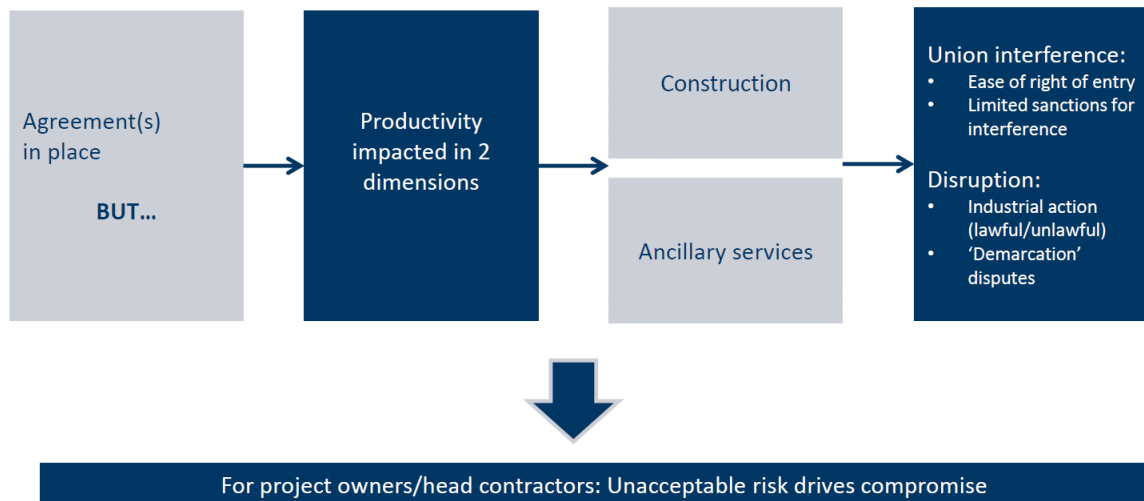 Agreement(s)
in place
BUT...
Productivity
impacted in 2
dimensions
Construction
Ancillary services
Union interference:
• Ease of right of entry
• Limited sanctions for
interference
Disruption:
• Industrial action
(lawful/unlawful)
• ‘Demarcation’
disputes
For project owners/head contractors: Unacceptable risk drives compromise